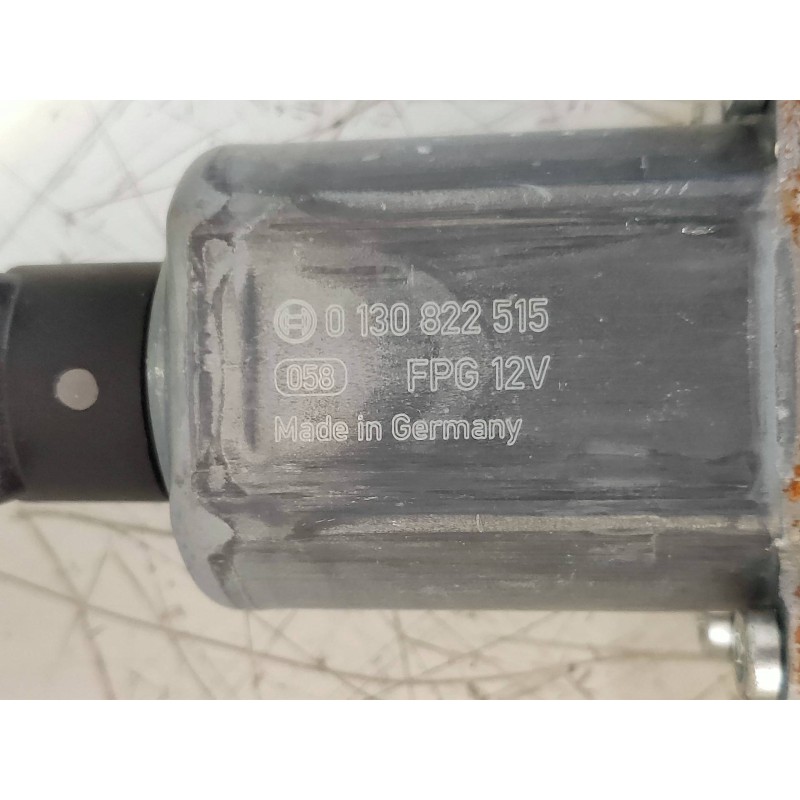 0 130 822 515
058 FPG 12V
Made in Germany